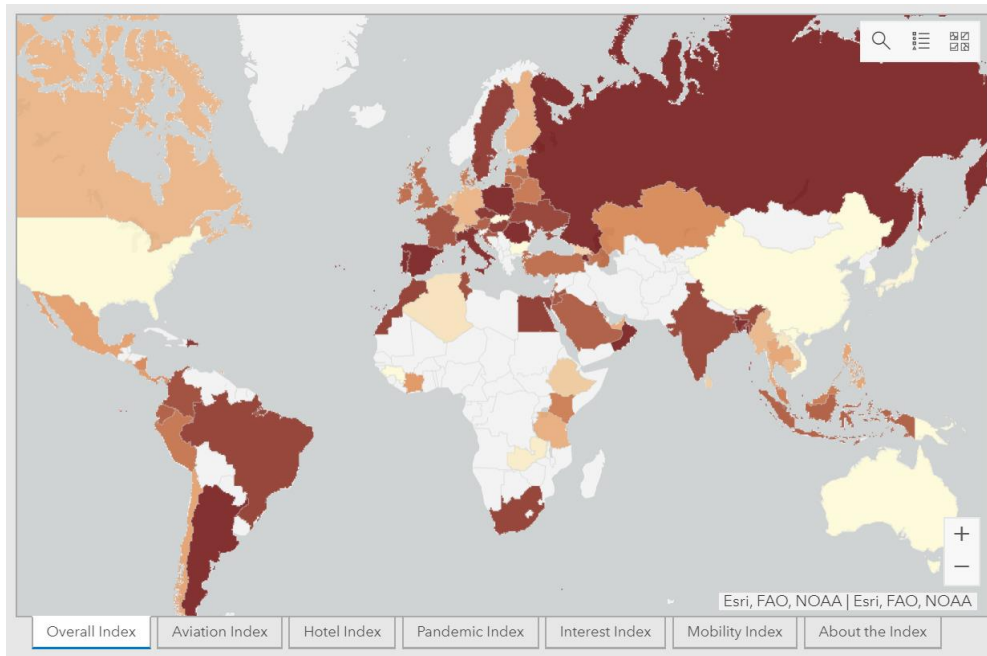 Esri, FAO, NOAA | Esri, FAO, NOAA
Overall Index
Aviation Index
Hotel Index
Pandemic Index
Interest Index
Mobility Index
About the Index